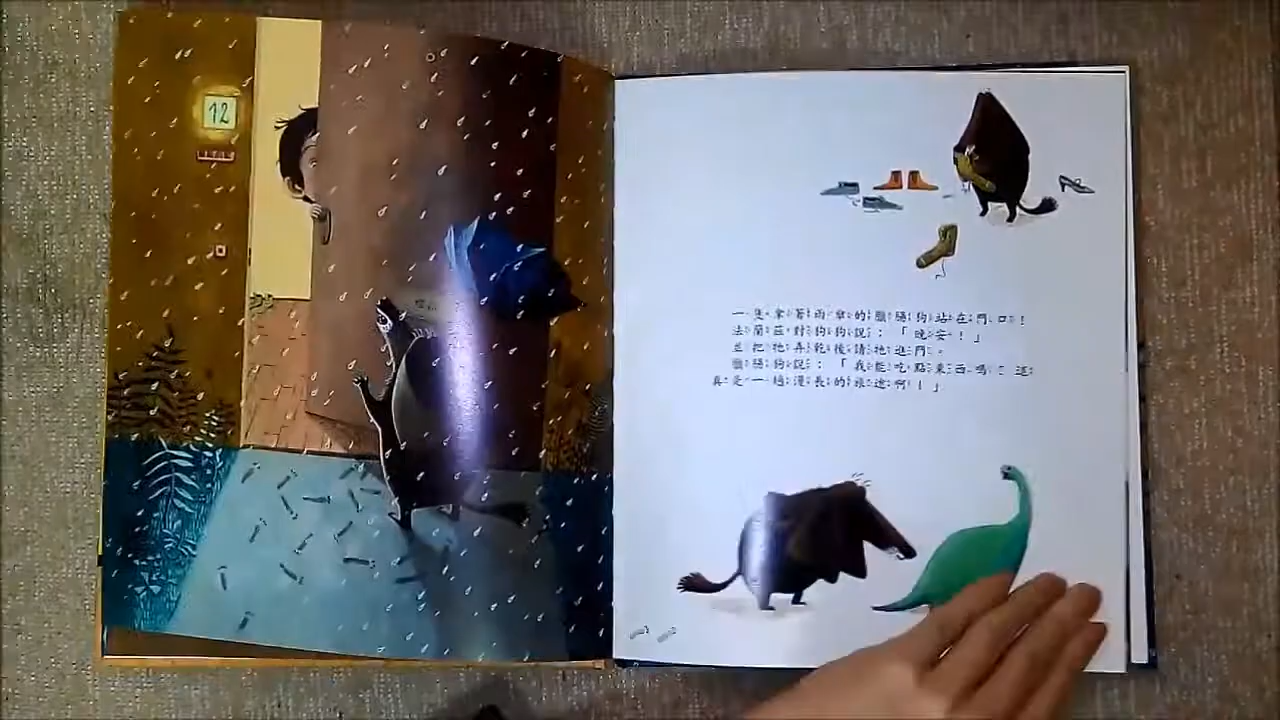 12
一隻拿著雨傘的臘腸狗站在門口！
法蘭茲對狗狗說：「晚安！」
並把牠弄乾後請牠進門。
臘腸狗說：「我能吃點東西嗎？這
真是一趟漫長的旅途啊！」